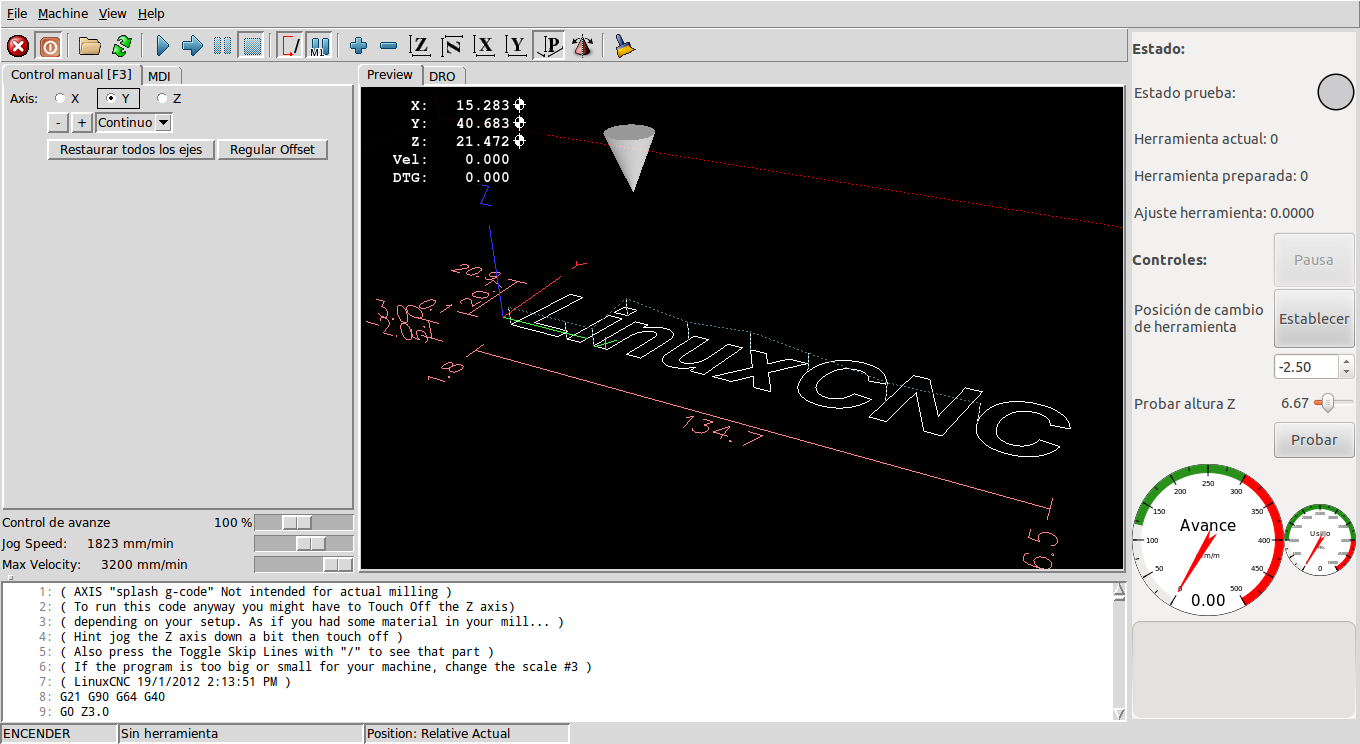 File Machine View Help
M1 Z N X Y P
Control manual [F3] MDI
Axis: X Y Z
- + Continuo
Restaurar todos los ejes Regular Offset
Preview DRO
X: 15.283
Y: 40.683
Z: 21.472
Vel: 0.000
DTG: 0.000
Z
Y
LinuxCNC
1.8
134.7
6.5
Control de avanze 100 %
Jog Speed: 1823 mm/min
Max Velocity: 3200 mm/min
1: ( AXIS "splash g-code" Not intended for actual milling )
2: ( To run this code anyway you might have to Touch Off the Z axis)
3: ( depending on your setup. As if you had some material in your mill... )
4: ( Hint jog the Z axis down a bit then touch off )
5: ( Also press the Toggle Skip Lines with "/" to see that part )
6: ( If the program is too big or small for your machine, change the scale #3 )
7: ( LinuxCNC 19/1/2012 2:13:51 PM )
8: G21 G90 G64 G40
9: G0 Z3.0
ENCENDER Sin herramienta Position: Relative Actual
Estado:
Estado prueba:
Herramienta actual: 0
Herramienta preparada: 0
Ajuste herramienta: 0.0000
Controles: Pausa
Posición de cambio
de herramienta Establecer
-2.50
Probar altura Z 6.67
Probar
0 50 100 150 200 250 300 350 400 450 500
Avance
m/m
0.00
0